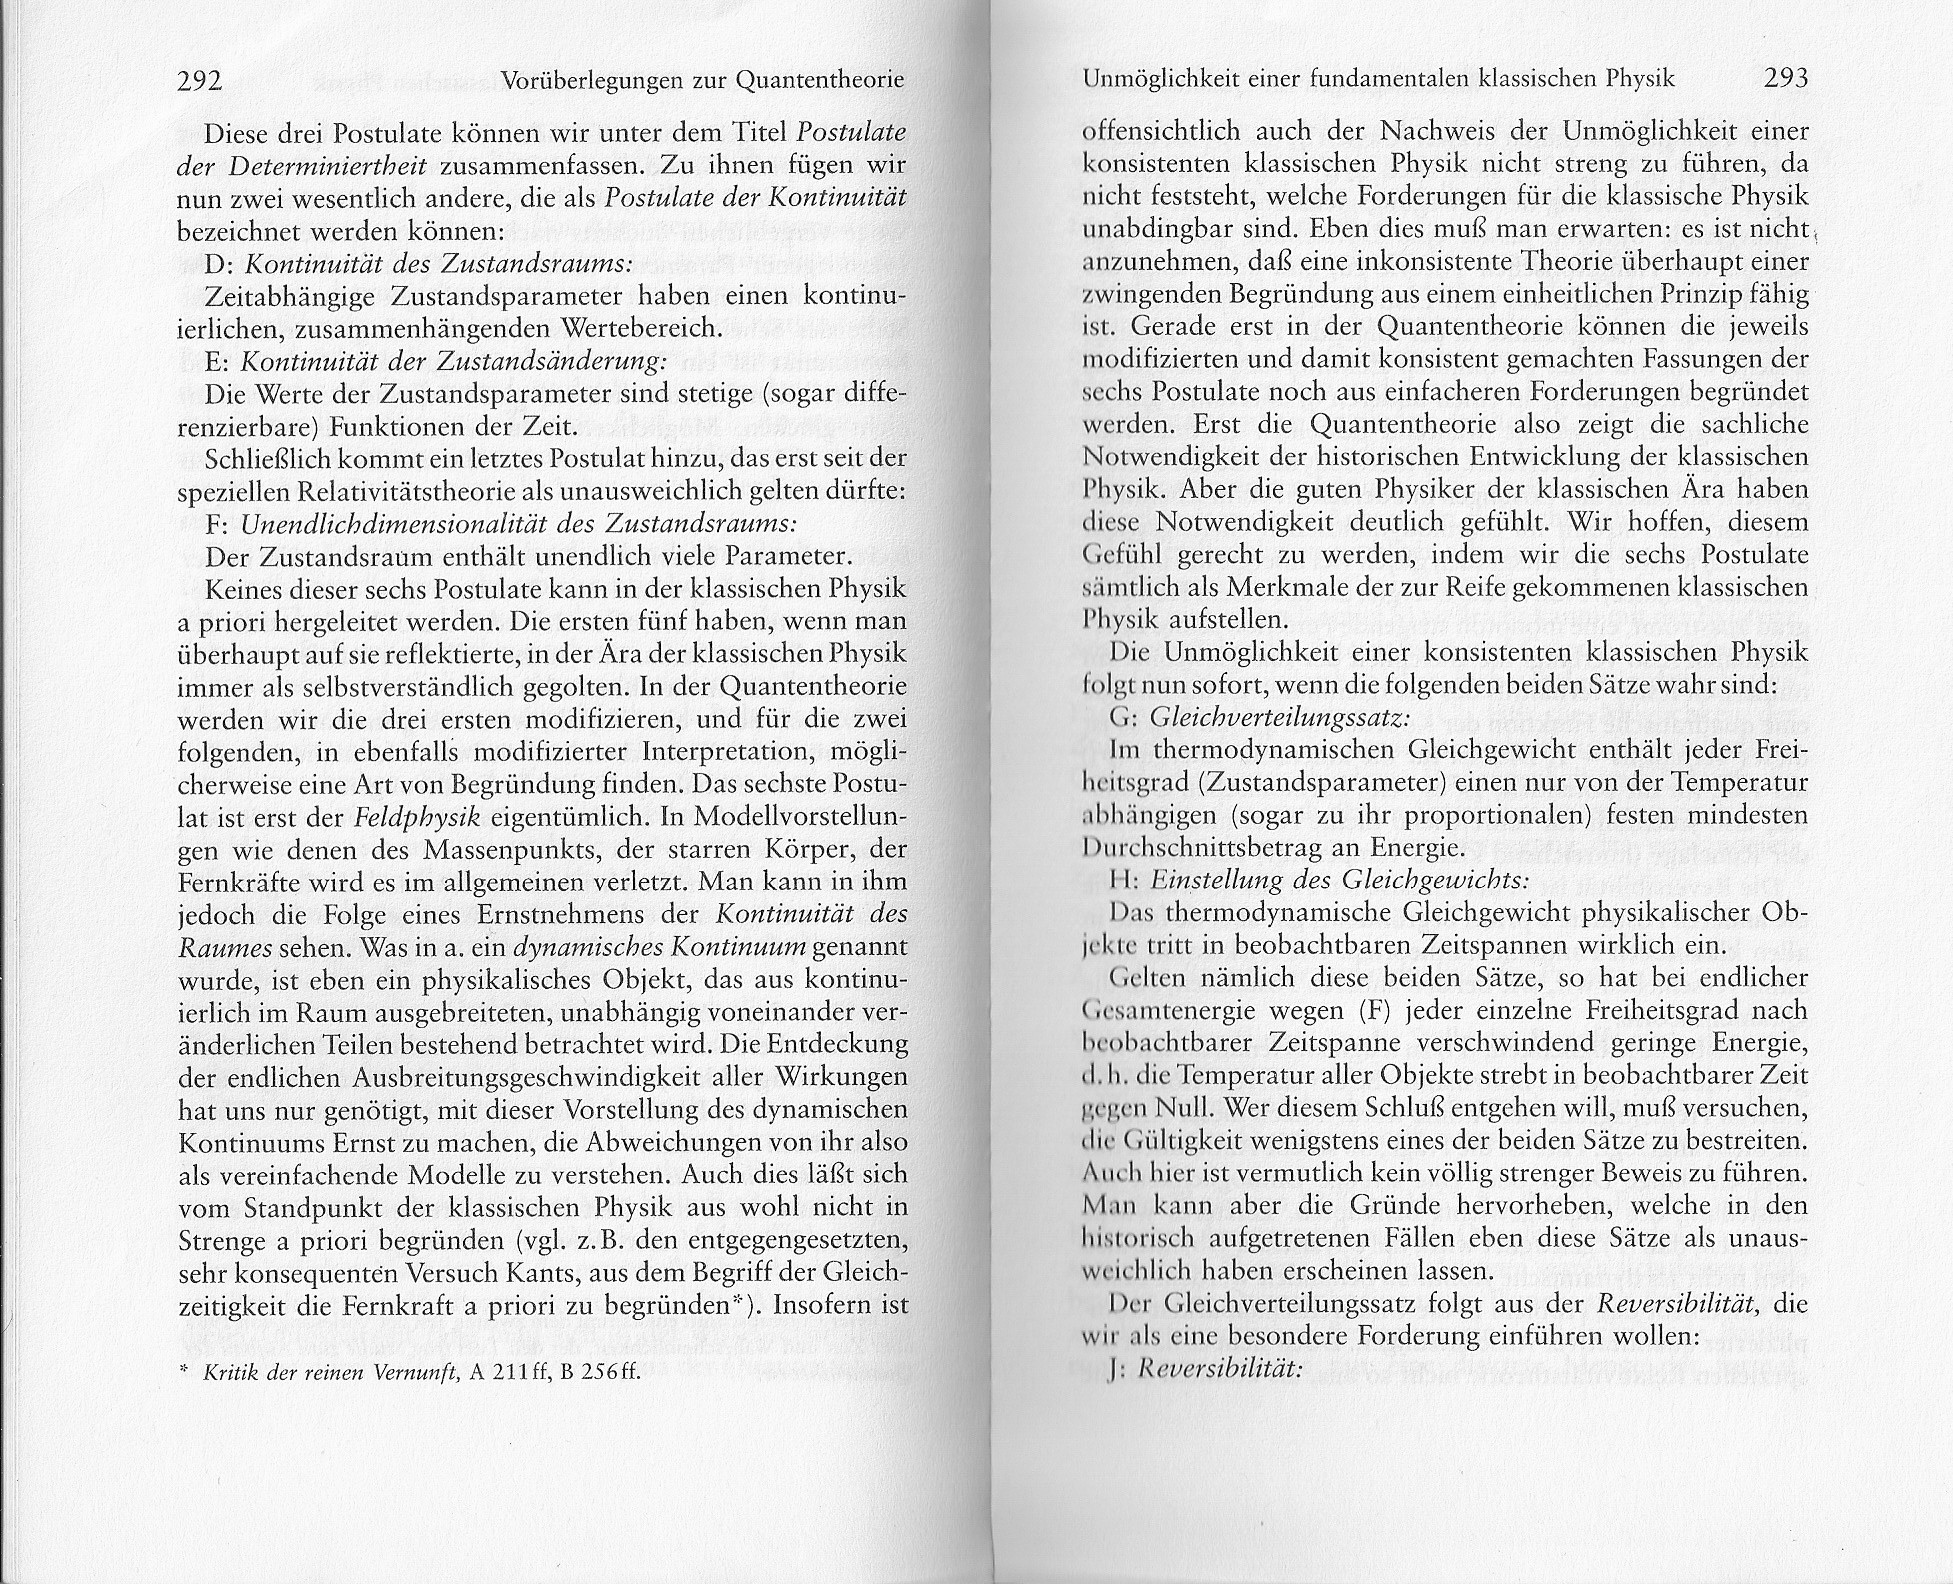 292 Vorüberlegungen zur Quantentheorie
Diese drei Postulate können wir unter dem Titel Postulate
der Determiniertheit zusammenfassen. Zu ihnen fügen wir
nun zwei wesentlich andere, die als Postulate der Kontinuität
bezeichnet werden können:
D: Kontinuität des Zustandsraums:
Zeitabhängige Zustandsparameter haben einen kontinu-
ierlichen, zusammenhängenden Wertebereich.
E: Kontinuität der Zustandsänderung:
Die Werte der Zustandsparameter sind stetige (sogar diffe-
renzierbare) Funktionen der Zeit.
Schließlich kommt ein letztes Postulat hinzu, das erst seit der
speziellen Relativitätstheorie als unausweichlich gelten dürfte:
F: Unendlichdimensionalität des Zustandsraums:
Der Zustandsraum enthält unendlich viele Parameter.
Keines dieser sechs Postulate kann in der klassischen Physik
a priori hergeleitet werden. Die ersten fünf haben, wenn man
überhaupt auf sie reflektierte, in der Ära der klassischen Physik
immer als selbstverständlich gegolten. In der Quantentheorie
werden wir die drei ersten modifizieren, und für die zwei
folgenden, in ebenfalls modifizierter Interpretation, mögli-
cherweise eine Art von Begründung finden. Das sechste Postu-
lat ist erst der Feldphysik eigentümlich. In Modellvorstellun-
gen wie denen des Massenpunkts, der starren Körper, der
Fernkräfte wird es im allgemeinen verletzt. Man kann in ihm
jedoch die Folge eines Ernstnehmens der Kontinuität des
Raumes sehen. Was in a. ein dynamisches Kontinuum genannt
wurde, ist eben ein physikalisches Objekt, das aus kontinu-
ierlich im Raum ausgebreiteten, unabhängig voneinander ver-
änderlichen Teilen bestehend betrachtet wird. Die Entdeckung
der endlichen Ausbreitungsgeschwindigkeit aller Wirkungen
hat uns nur genötigt, mit dieser Vorstellung des dynamischen
Kontinuums Ernst zu machen, die Abweichungen von ihr also
als vereinfachende Modelle zu verstehen. Auch dies läßt sich
vom Standpunkt der klassischen Physik aus wohl nicht in
Strenge a priori begründen (vgl. z.B. den entgegengesetzten,
sehr konsequenten Versuch Kants, aus dem Begriff der Gleich-
zeitigkeit die Fernkraft a priori zu begründen*). Insofern ist
* Kritik der reinen Vernunft, A 211ff, B 256ff.
Unmöglichkeit einer fundamentalen klassischen Physik 293
offensichtlich auch der Nachweis der Unmöglichkeit einer
konsistenten klassischen Physik nicht streng zu führen, da
nicht feststeht, welche Forderungen für die klassische Physik
unabdingbar sind. Eben dies muß man erwarten: es ist nicht
anzunehmen, daß eine inkonsistente Theorie überhaupt einer
zwingenden Begründung aus einem einheitlichen Prinzip fähig
ist. Gerade erst in der Quantentheorie können die jeweils
modifizierten und damit konsistent gemachten Fassungen der
sechs Postulate noch aus einfacheren Forderungen begründet
werden. Erst die Quantentheorie also zeigt die sachliche
Notwendigkeit der historischen Entwicklung der klassischen
Physik. Aber die guten Physiker der klassischen Ära haben
diese Notwendigkeit deutlich gefühlt. Wir hoffen, diesem
Gefühl gerecht zu werden, indem wir die sechs Postulate
sämtlich als Merkmale der zur Reife gekommenen klassischen
Physik aufstellen.
Die Unmöglichkeit einer konsistenten klassischen Physik
folgt nun sofort, wenn die folgenden beiden Sätze wahr sind:
G: Gleichverteilungssatz:
Im thermodynamischen Gleichgewicht enthält jeder Frei-
heitsgrad (Zustandsparameter) einen nur von der Temperatur
abhängigen (sogar zu ihr proportionalen) festen mindesten
Durchschnittsbetrag an Energie.
H: Einstellung des Gleichgewichts:
Das thermodynamische Gleichgewicht physikalischer Ob-
jekte tritt in beobachtbaren Zeitspannen wirklich ein.
Gelten nämlich diese beiden Sätze, so hat bei endlicher
Gesamtenergie wegen (F) jeder einzelne Freiheitsgrad nach
beobachtbarer Zeitspanne verschwindend geringe Energie,
d.h. die Temperatur aller Objekte strebt in beobachtbarer Zeit
gegen Null. Wer diesem Schluß entgehen will, muß versuchen,
die Gültigkeit wenigstens eines der beiden Sätze zu bestreiten.
Auch hier ist vermutlich kein völlig strenger Beweis zu führen.
Man kann aber die Gründe hervorheben, welche in den
historisch aufgetretenen Fällen eben diese Sätze als unaus-
weichlich haben erscheinen lassen.
Der Gleichverteilungssatz folgt aus der Reversibilität, die
wir als eine besondere Forderung einführen wollen:
J: Reversibilität: